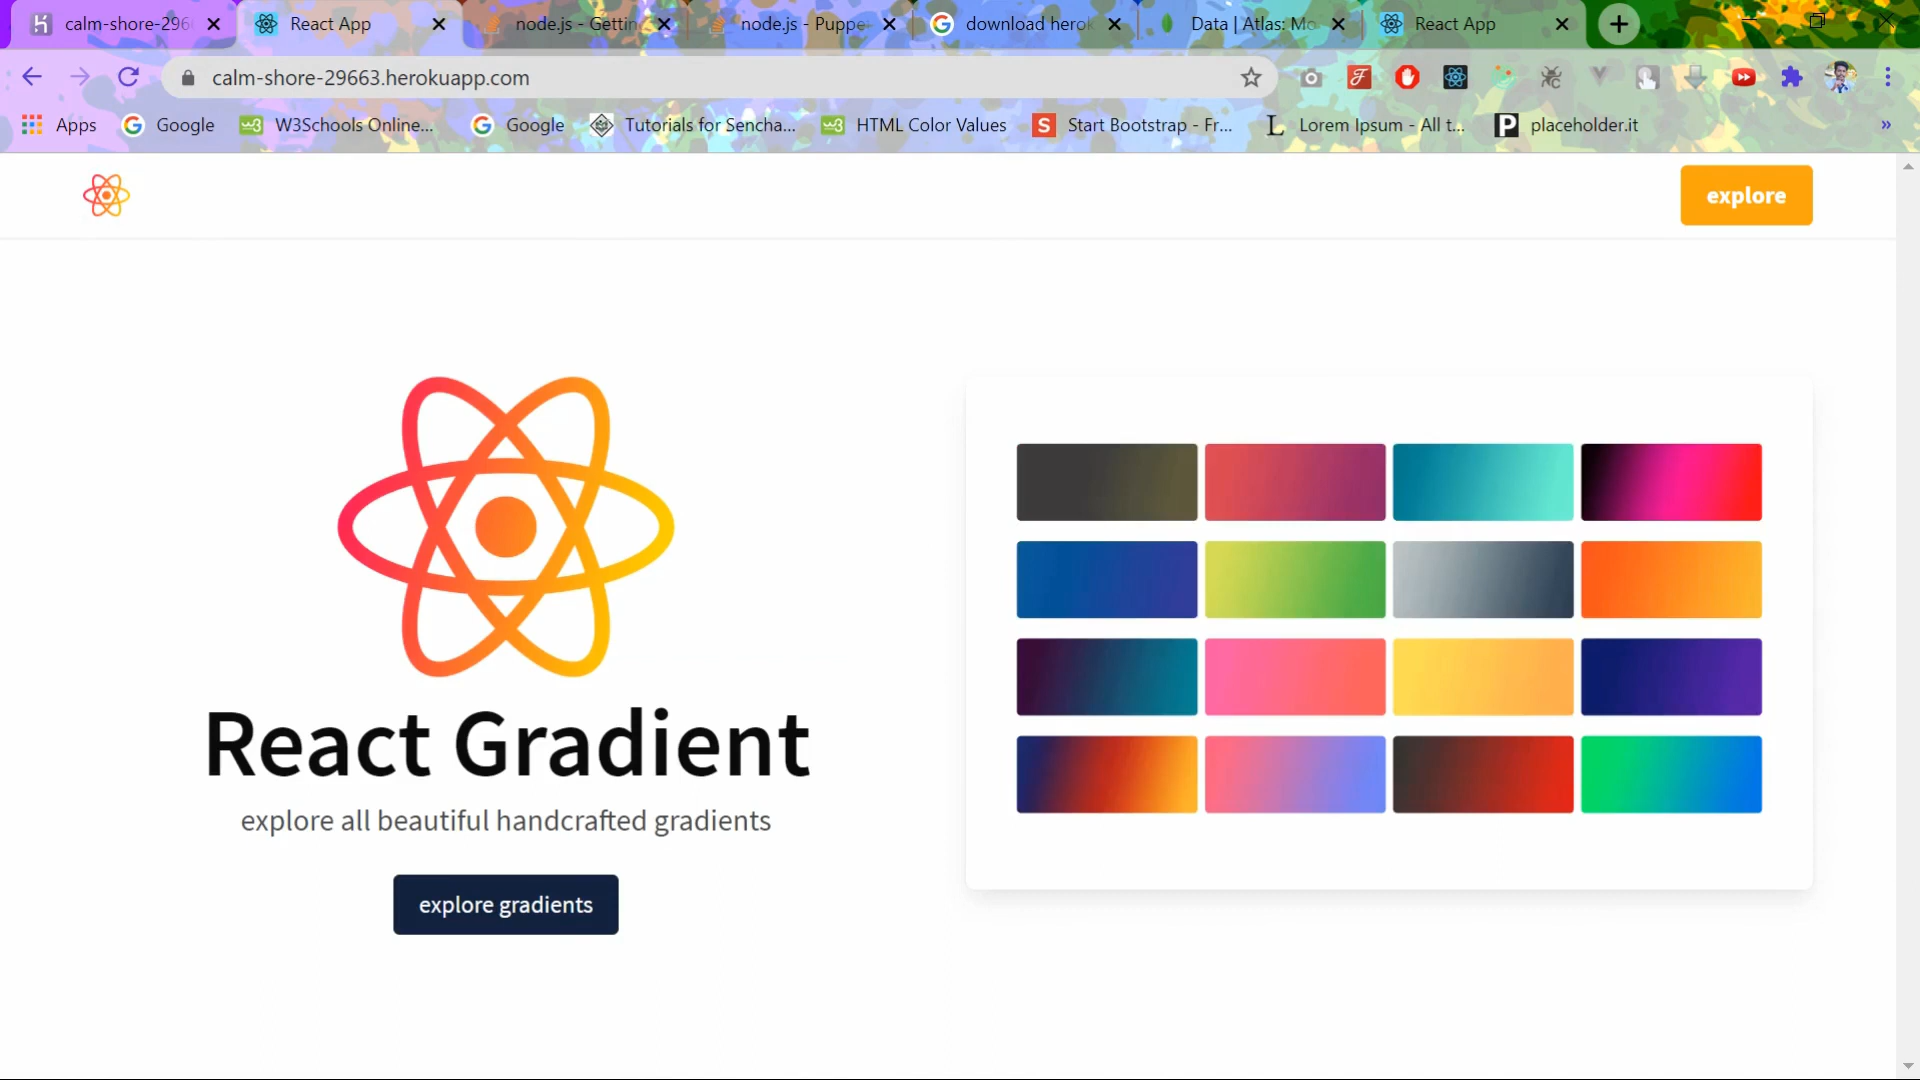 calm-shore-296
React App
node.js - Gettin
node.js - Puppe
download herok
Data | Atlas: Mo
React App
calm-shore-29663.herokuapp.com
Apps
Google
W3Schools Online...
Google
Tutorials for Sencha...
HTML Color Values
Start Bootstrap - Fr...
Lorem Ipsum - All t...
placeholder.it
explore
React Gradient
explore all beautiful handcrafted gradients
explore gradients